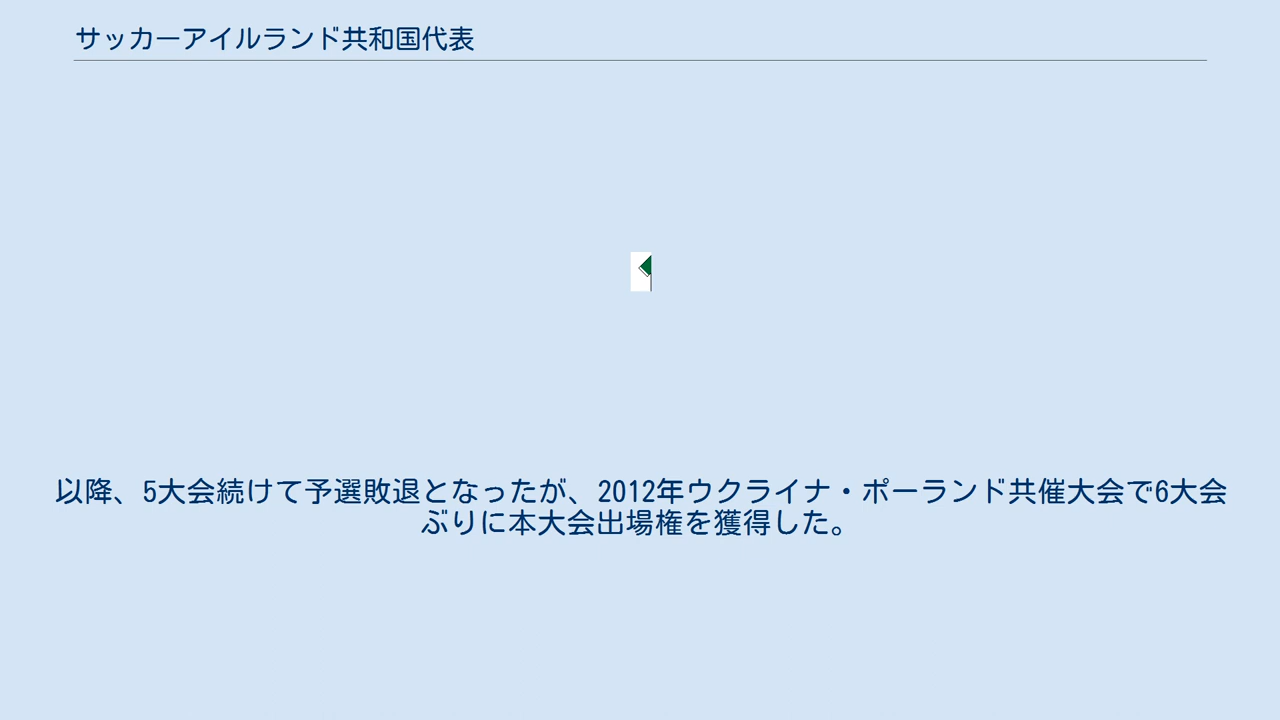 サッカーアイルランド共和国代表
以降、5大会続けて予選敗退となったが、2012年ウクライナ・ポーランド共催大会で6大会
ぶりに本大会出場権を獲得した。